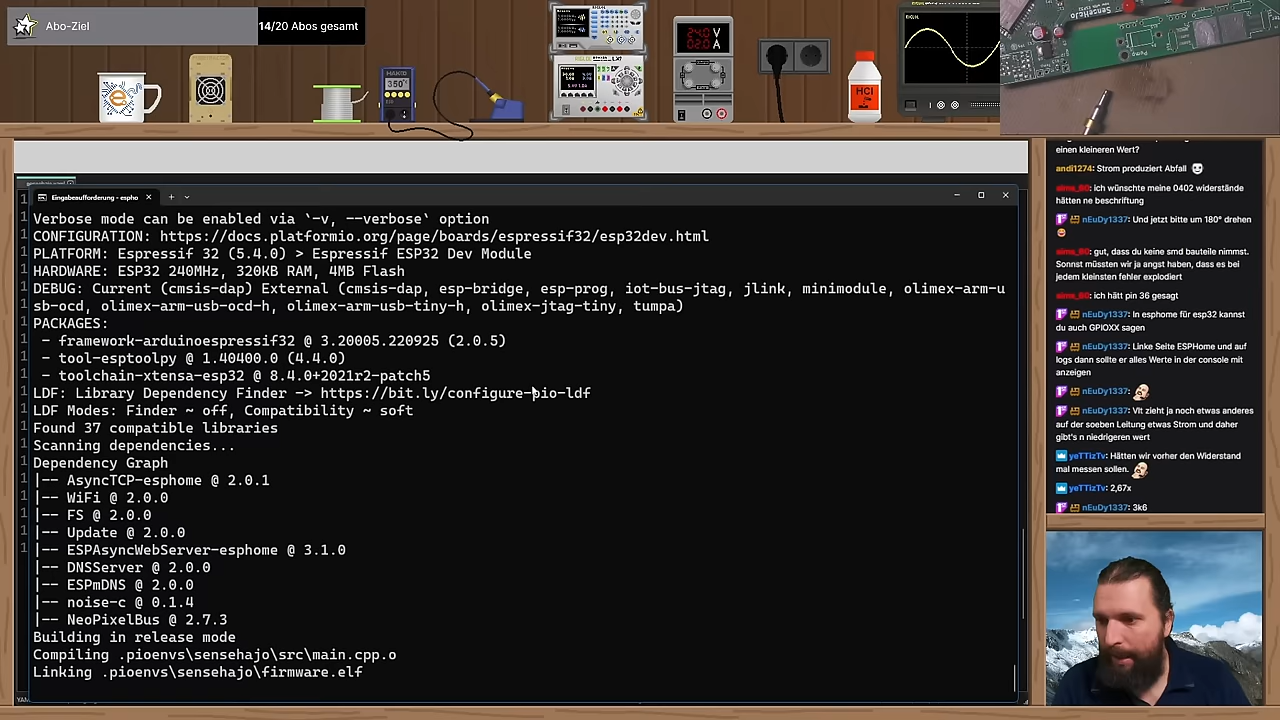 Abo-Ziel
14/20 Abos gesamt
HAKKO
350°
RIGOL
24.0 V
02.0 A
HCl
RIGOL
SenseHajo
Eingabeaufforderung - espho
Verbose mode can be enabled via `-v, --verbose` option
CONFIGURATION: https://docs.platformio.org/page/boards/espressif32/esp32dev.html
PLATFORM: Espressif 32 (5.4.0) > Espressif ESP32 Dev Module
HARDWARE: ESP32 240MHz, 320KB RAM, 4MB Flash
DEBUG: Current (cmsis-dap) External (cmsis-dap, esp-bridge, esp-prog, iot-bus-jtag, jlink, minimodule, olimex-arm-u
sb-ocd, olimex-arm-usb-ocd-h, olimex-arm-usb-tiny-h, olimex-jtag-tiny, tumpa)
PACKAGES:
- framework-arduinoespressif32 @ 3.20005.220925 (2.0.5)
- tool-esptoolpy @ 1.40400.0 (4.4.0)
- toolchain-xtensa-esp32 @ 8.4.0+2021r2-patch5
LDF: Library Dependency Finder -> https://bit.ly/configure-pio-ldf
LDF Modes: Finder ~ off, Compatibility ~ soft
Found 37 compatible libraries
Scanning dependencies...
Dependency Graph
|-- AsyncTCP-esphome @ 2.0.1
|-- WiFi @ 2.0.0
|-- FS @ 2.0.0
|-- Update @ 2.0.0
|-- ESPAsyncWebServer-esphome @ 3.1.0
|-- DNSServer @ 2.0.0
|-- ESPmDNS @ 2.0.0
|-- noise-c @ 0.1.4
|-- NeoPixelBus @ 2.7.3
Building in release mode
Compiling .pioenvs\sensehajo\src\main.cpp.o
Linking .pioenvs\sensehajo\firmware.elf
einen kleineren Wert?
andi1274: Strom produziert Abfall
ich wünschte meine 0402 widerstände
hätten ne beschriftung
nEuDy1337: Und jetzt bitte um 180° drehen
gut, dass du keine smd bauteile nimmst.
Sonnst müssten wir ja angst haben, dass es bei
jedem kleinsten fehler explodiert
ich hätt pin 36 gesagt
nEuDy1337: In esphome für esp32 kannst
du auch GPIOXX sagen
nEuDy1337: Linke Seite ESPHome und auf
logs dann sollte er alles Werte in der console mit
anzeigen
nEuDy1337:
nEuDy1337: Vlt zieht ja noch etwas anderes
auf der soeben Leitung etwas Strom und daher
gibt's n niedrigeren wert
yeTTizTv: Hätten wir vorher den Widerstand
mal messen sollen.
yeTTizTv: 2,67x
nEuDy1337: 3k6